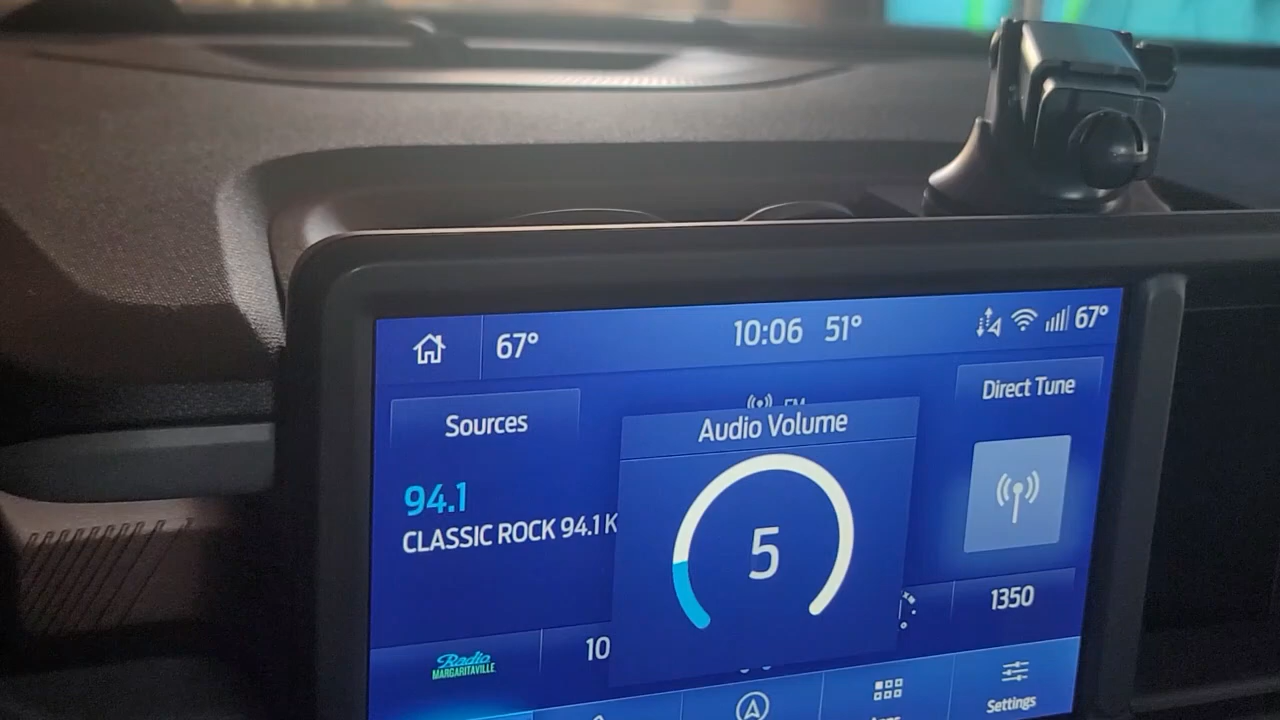 67° 10:06 51° 67°
Sources
Direct Tune
Audio Volume
94.1
CLASSIC ROCK 94.1 K
5
Radio
MARGARITAVILLE
10
1350
Settings